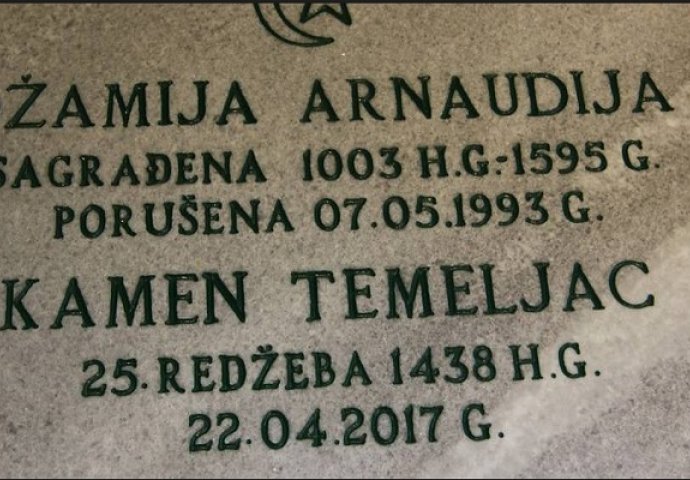 DŽAMIJA ARNAUDIJA
SAGRAĐENA 1003 H.G.-1595 G.
PORUŠENA 07.05.1993 G.
KAMEN TEMELJAC
25.REDŽEBA 1438 H.G.
22.04.2017 G.